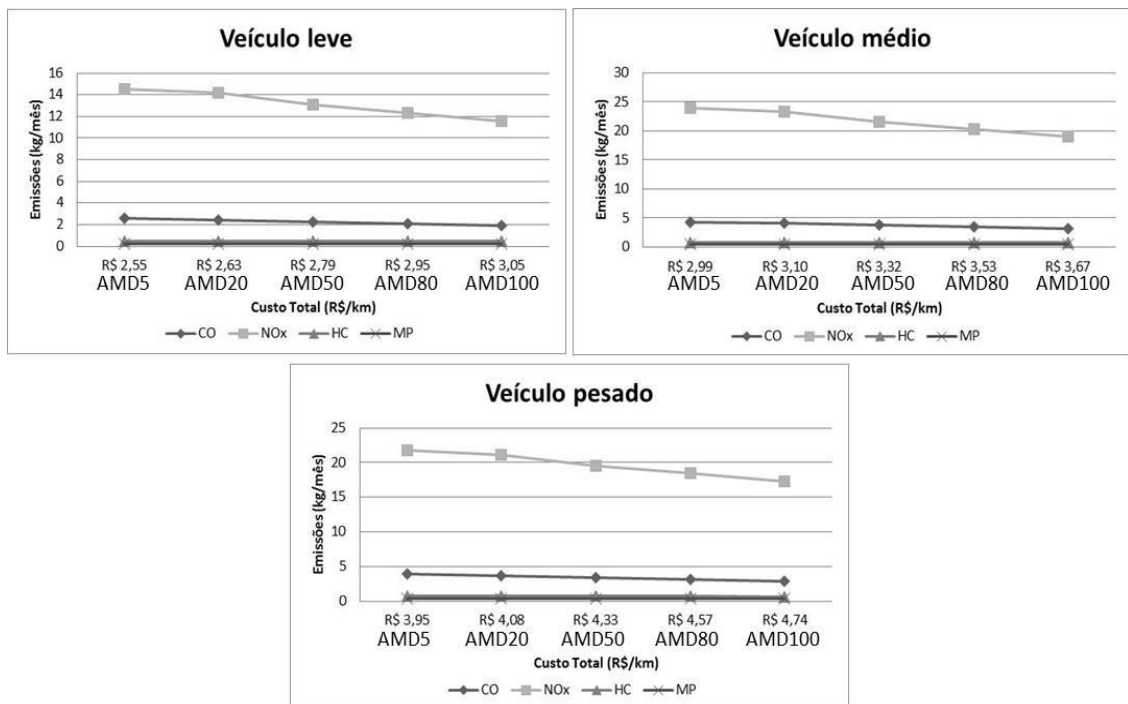 Veículo leve
Emissões (kg/mês)
16
14
12
10
8
6
4
2
0
R$ 2,55 R$ 2,63 R$ 2,79 R$ 2,95 R$ 3,05
AMD5 AMD20 AMD50 AMD80 AMD100
Custo Total (R$/km)
CO NOx HC MP
Veículo médio
Emissões (kg/mês)
30
25
20
15
10
5
0
R$ 2,99 R$ 3,10 R$ 3,32 R$ 3,53 R$ 3,67
AMD5 AMD20 AMD50 AMD80 AMD100
Custo Total (R$/km)
CO NOx HC MP
Veículo pesado
Emissões (kg/mês)
25
20
15
10
5
0
R$ 3,95 R$ 4,08 R$ 4,33 R$ 4,57 R$ 4,74
AMD5 AMD20 AMD50 AMD80 AMD100
Custo Total (R$/km)
CO NOx HC MP